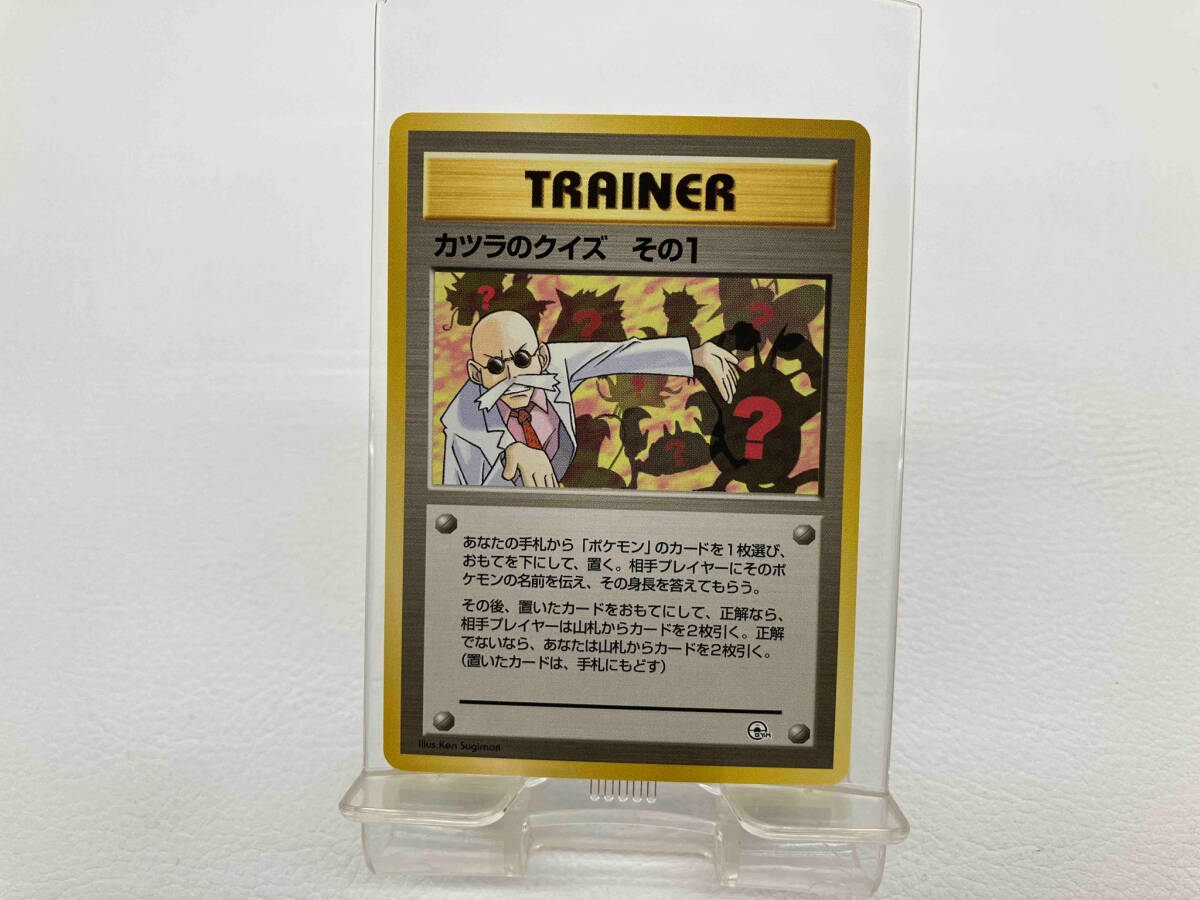 TRAINER
カツラのクイズ その1
?
?
?
?
?
?
あなたの手札から「ポケモン」のカードを1枚選び、
おもてを下にして、置く。相手プレイヤーにそのポ
ケモンの名前を伝え、その身長を答えてもらう。
その後、置いたカードをおもてにして、正解なら、
相手プレイヤーは山札からカードを2枚引く。正解
でないなら、あなたは山札からカードを2枚引く。
(置いたカードは、手札にもどす)
GYM
Illus. Ken Sugimori